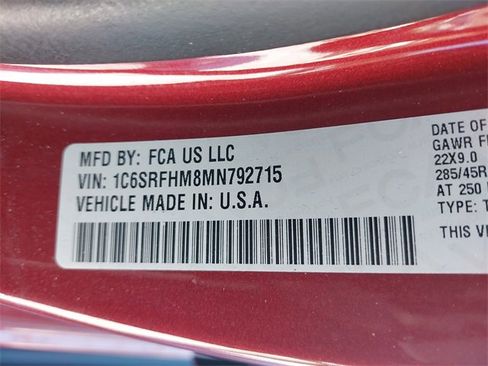 MFD BY: FCA US LLC
VIN: 1C6SRFHM8MN792715
VEHICLE MADE IN: U.S.A.
DATE OF
GAWR
22X9.0
285/45R
AT 250
TYPE:
THIS